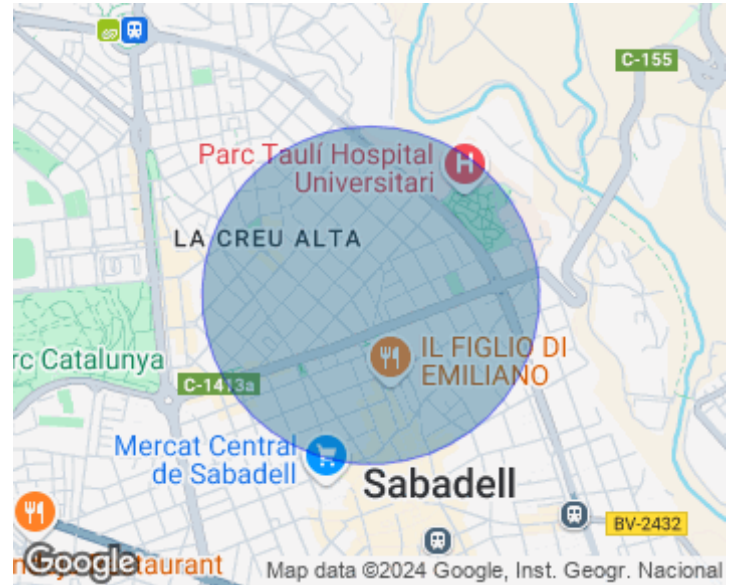 C-155
Parc Taulí Hospital
Universitari
LA CREU ALTA
IL FIGLIO DI
EMILIANO
rc Catalunya
C-1413a
Mercat Central
de Sabadell
Sabadell
BV-2432
taurant
Google
Map data ©2024 Google, Inst. Geogr. Nacional